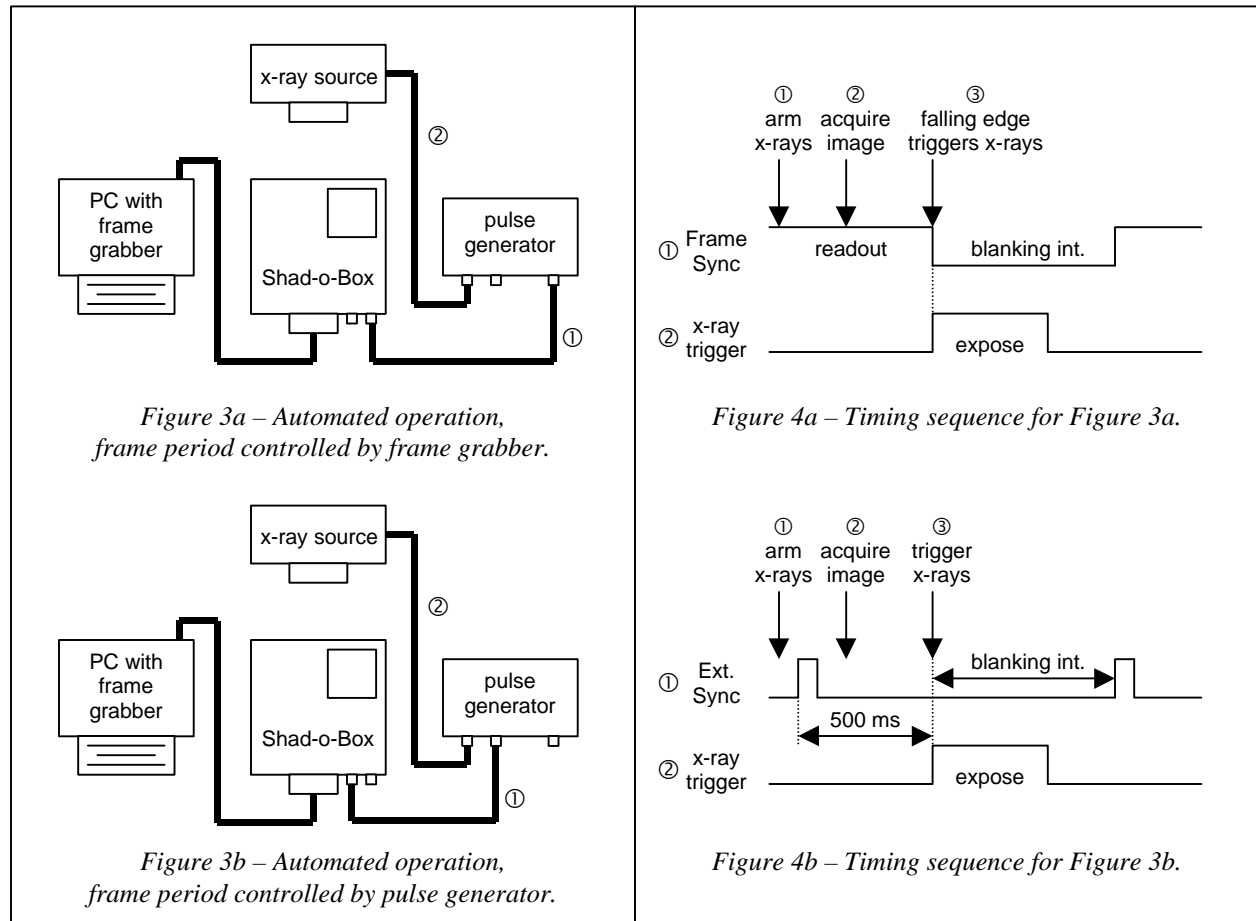 x-ray source
②
PC with
frame
grabber
Shad-o-Box
pulse
generator
①
Figure 3a – Automated operation,
frame period controlled by frame grabber.
① ② ③
arm acquire falling edge
x-rays image triggers x-rays
① Frame
Sync
readout blanking int.
② x-ray
trigger
expose
Figure 4a – Timing sequence for Figure 3a.
x-ray source
②
PC with
frame
grabber
Shad-o-Box
pulse
generator
①
Figure 3b – Automated operation,
frame period controlled by pulse generator.
① ② ③
arm acquire trigger
x-rays image x-rays
blanking int.
① Ext.
Sync
500 ms
② x-ray
trigger
expose
Figure 4b – Timing sequence for Figure 3b.